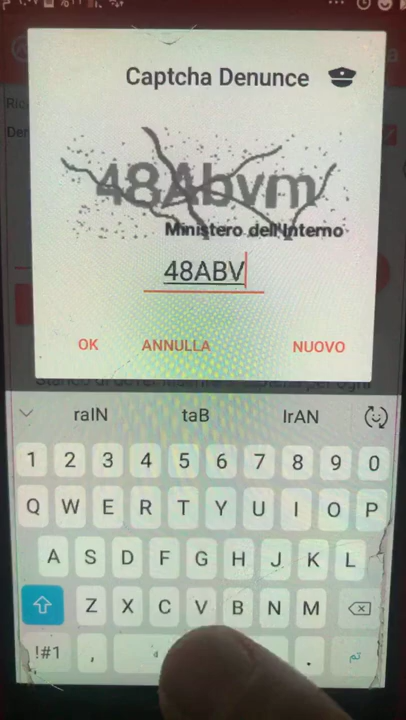 Captcha Denunce
48Abvm
Ministero dell'Interno
48ABV
OK ANNULLA NUOVO
raIN taB IrAN
1 2 3 4 5 6 7 8 9 0
Q W E R T Y U I O P
A S D F G H J K L
Z X C V B N M
!#1 , . تم